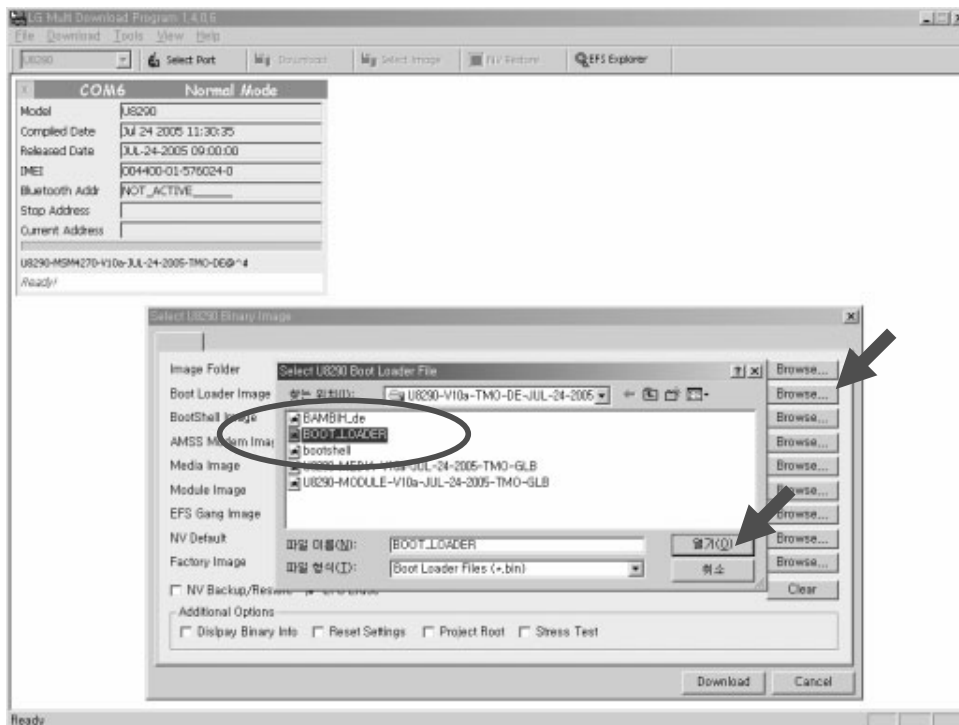 LG Multi Download Program 1,4,0,6
File Download Tools View Help
U8290 Select Port Download Select Image NV Restore EFS Explorer
COM6 Normal Mode
Model U8290
Compiled Date Jul 24 2005 11:30:35
Released Date JUL-24-2005 09:00:00
IMEI 004400-01-576024-0
Bluetooth Addr NOT_ACTIVE______
Stop Address
Current Address
U8290-MSM4270-V10a-JUL-24-2005-TMO-DE@^#
Ready!
Select U8290 Binary Image
Image Folder Browse...
Boot Loader Image Browse...
BootShell Image Browse...
AMSS Modem Imag Browse...
Media Image Browse...
Module Image Browse...
EFS Gang Image Browse...
NV Default Browse...
Factory Image Browse...
NV Backup/Restore EFS Erase Clear
Additional Options
Dislpay Binary Info Reset Settings Project Root Stress Test
Download Cancel
Select U8290 Boot Loader File
찾는 위치(I): U8290-V10a-TMO-DE-JUL-24-2005
BAMBIH_de
BOOT_LOADER
bootshell
U8290-MEDIA-V10a-JUL-24-2005-TMO-GLB
U8290-MODULE-V10a-JUL-24-2005-TMO-GLB
파일 이름(N): BOOT_LOADER 열기(O)
파일 형식(T): Boot Loader Files (*,bin) 취소
Ready